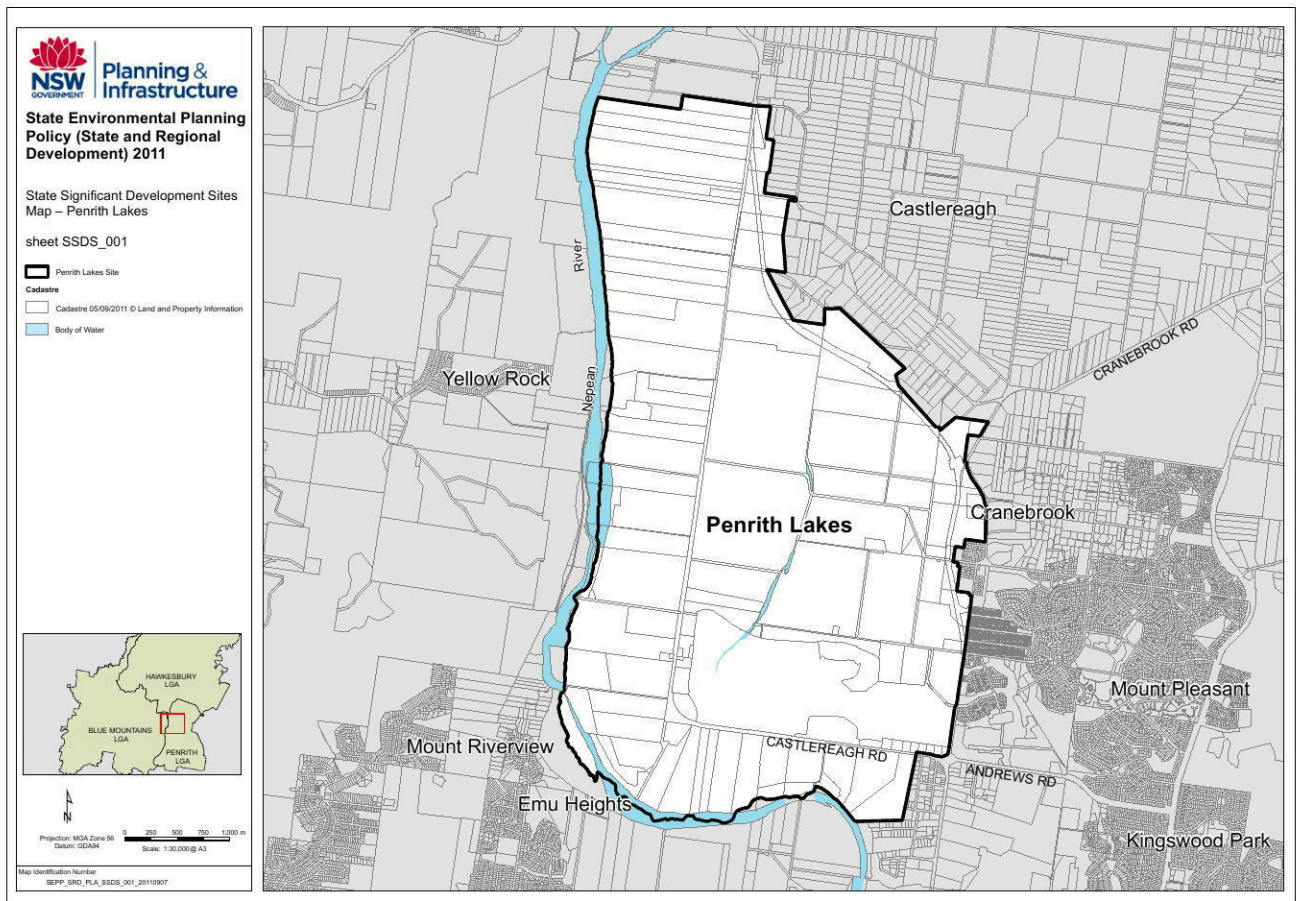 NSW
GOVERNMENT
Planning &
Infrastructure
State Environmental Planning
Policy (State and Regional
Development) 2011
State Significant Development Sites
Map – Penrith Lakes
sheet SSDS_001
Penrith Lakes Site
Cadastre
Cadastre 05/09/2011 © Land and Property Information
Body of Water
HAWKESBURY
LGA
BLUE MOUNTAINS
LGA
PENRITH
LGA
Projection: MGA Zone 56
Datum: GDA94
0 250 500 750 1,000 m
Scale: 1:30,000@ A3
Map Identification Number
SEPP_SRD_PLA_SSDS_001_20110907
Castlereagh
River
CRANEBROOK RD
Yellow Rock
Nepean
Cranebrook
Penrith Lakes
Mount Pleasant
Mount Riverview
CASTLEREAGH RD
ANDREWS RD
Emu Heights
Kingswood Park